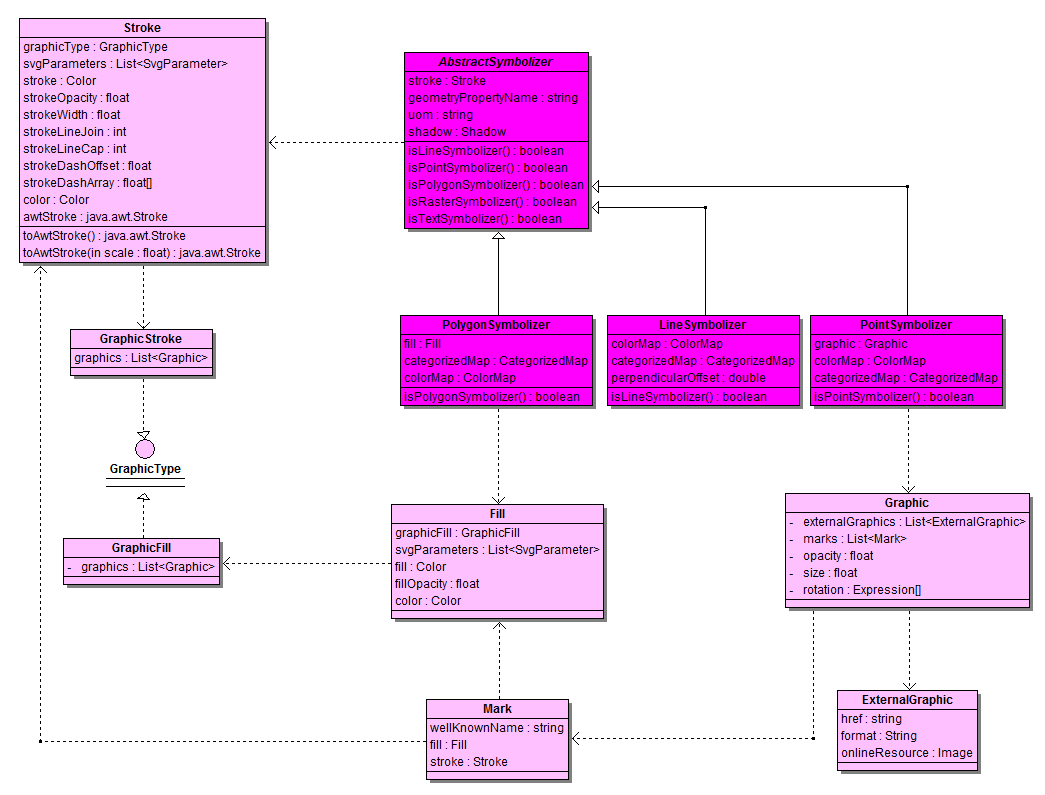 Stroke
graphicType : GraphicType
svgParameters : List<SvgParameter>
stroke : Color
strokeOpacity : float
strokeWidth : float
strokeLineJoin : int
strokeLineCap : int
strokeDashOffset : float
strokeDashArray : float[]
color : Color
awtStroke : java.awt.Stroke
toAwtStroke() : java.awt.Stroke
toAwtStroke(in scale : float) : java.awt.Stroke
AbstractSymbolizer
stroke : Stroke
geometryPropertyName : string
uom : string
shadow : Shadow
isLineSymbolizer() : boolean
isPointSymbolizer() : boolean
isPolygonSymbolizer() : boolean
isRasterSymbolizer() : boolean
isTextSymbolizer() : boolean
GraphicStroke
graphics : List<Graphic>
PolygonSymbolizer
fill : Fill
categorizedMap : CategorizedMap
colorMap : ColorMap
isPolygonSymbolizer() : boolean
LineSymbolizer
colorMap : ColorMap
categorizedMap : CategorizedMap
perpendicularOffset : double
isLineSymbolizer() : boolean
PointSymbolizer
graphic : Graphic
colorMap : ColorMap
categorizedMap : CategorizedMap
isPointSymbolizer() : boolean
GraphicType
GraphicFill
- graphics : List<Graphic>
Fill
graphicFill : GraphicFill
svgParameters : List<SvgParameter>
fill : Color
fillOpacity : float
color : Color
Graphic
- externalGraphics : List<ExternalGraphic>
- marks : List<Mark>
- opacity : float
- size : float
- rotation : Expression[]
Mark
wellKnownName : string
fill : Fill
stroke : Stroke
ExternalGraphic
href : string
format : String
onlineResource : Image